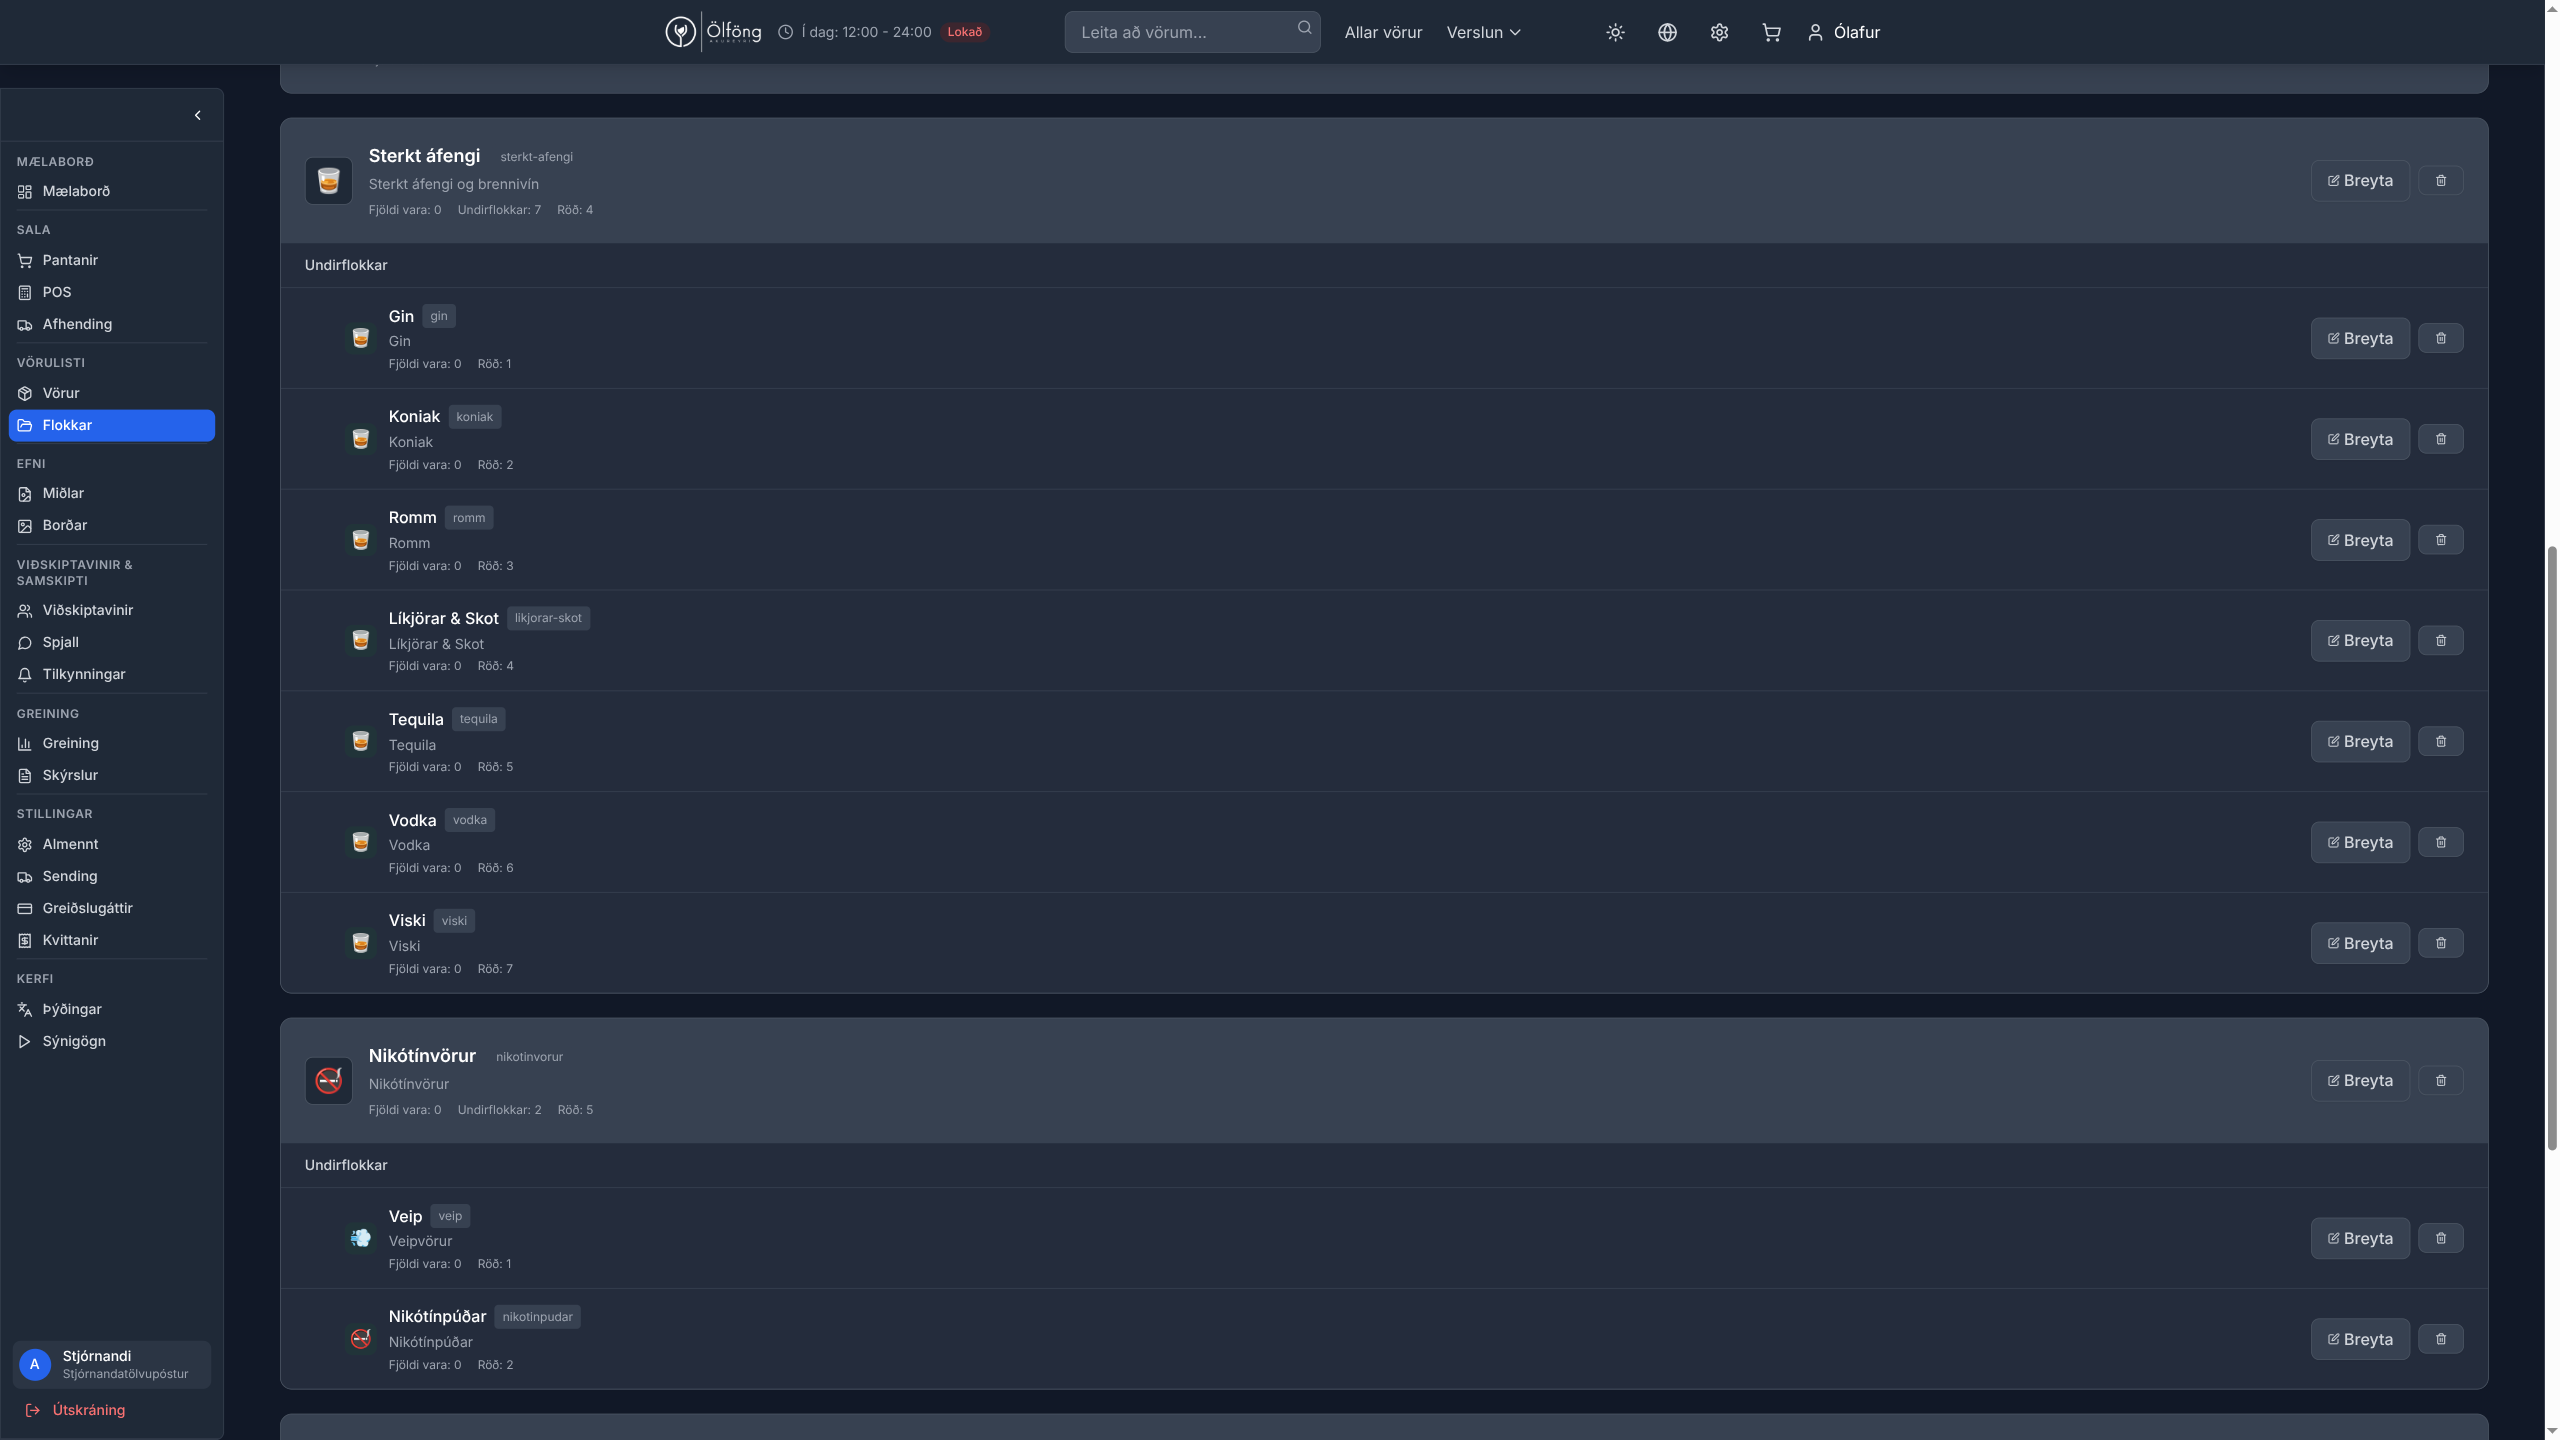 Ölföng
Í dag: 12:00 - 24:00
Lokað
Leita að vörum...
Allar vörur
Verslun
Ólafur
MÆLABORÐ
Mælaborð
SALA
Pantanir
POS
Afhending
VÖRULISTI
Vörur
Flokkar
EFNI
Miðlar
Borðar
VIÐSKIPTAVINIR &
SAMSKIPTI
Viðskiptavinir
Spjall
Tilkynningar
GREINING
Greining
Skýrslur
STILLINGAR
Almennt
Sending
Greiðslugáttir
Kvittanir
KERFI
Þýðingar
Sýnigögn
A
Stjórnandi
Stjórnandatölvupóstur
Útskráning
Sterkt áfengi sterkt-afengi
Sterkt áfengi og brennivín
Fjöldi vara: 0 Undirflokkar: 7 Röð: 4
Breyta
Undirflokkar
Gin gin
Gin
Fjöldi vara: 0 Röð: 1
Breyta
Koniak koniak
Koniak
Fjöldi vara: 0 Röð: 2
Breyta
Romm romm
Romm
Fjöldi vara: 0 Röð: 3
Breyta
Líkjörar & Skot likjorar-skot
Líkjörar & Skot
Fjöldi vara: 0 Röð: 4
Breyta
Tequila tequila
Tequila
Fjöldi vara: 0 Röð: 5
Breyta
Vodka vodka
Vodka
Fjöldi vara: 0 Röð: 6
Breyta
Viski viski
Viski
Fjöldi vara: 0 Röð: 7
Breyta
Nikótínvörur nikotinvorur
Nikótínvörur
Fjöldi vara: 0 Undirflokkar: 2 Röð: 5
Breyta
Undirflokkar
Veip veip
Veipvörur
Fjöldi vara: 0 Röð: 1
Breyta
Nikótínpúðar nikotinpudar
Nikótínpúðar
Fjöldi vara: 0 Röð: 2
Breyta